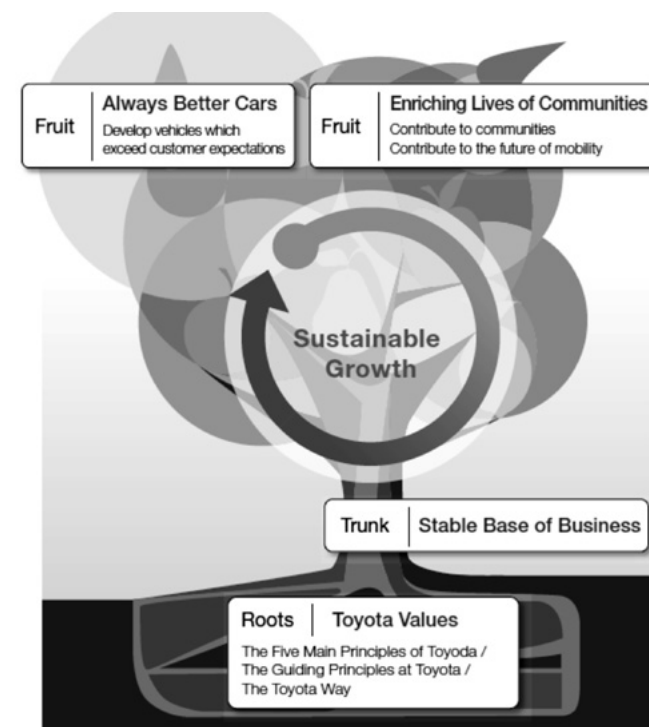 Fruit
Always Better Cars
Develop vehicles which
exceed customer expectations
Fruit
Enriching Lives of Communities
Contribute to communities
Contribute to the future of mobility
Sustainable
Growth
Trunk
Stable Base of Business
Roots
Toyota Values
The Five Main Principles of Toyoda /
The Guiding Principles at Toyota /
The Toyota Way